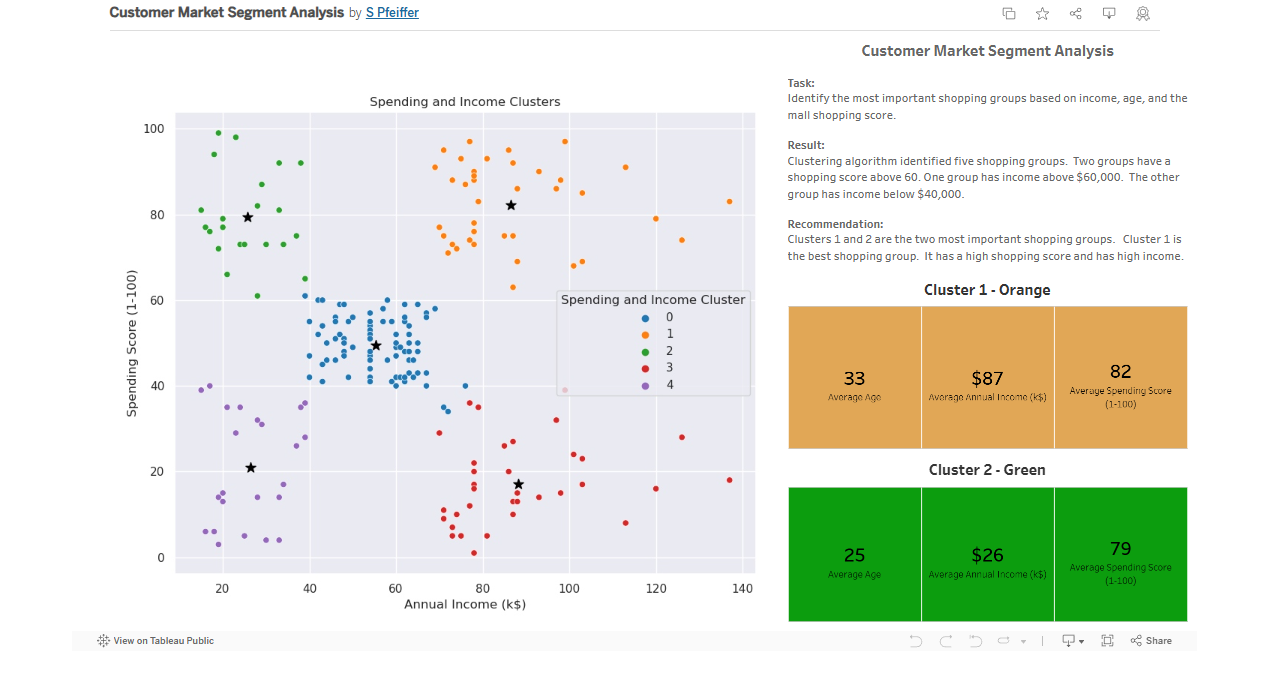 Customer Market Segment Analysis by S Pfeiffer
Spending and Income Clusters
Spending Score (1-100)
100
80
60
40
20
0
20 40 60 80 100 120 140
Annual Income (k$)
Spending and Income Cluster
0
1
2
3
4
Customer Market Segment Analysis
Task:
Identify the most important shopping groups based on income, age, and the
mall shopping score.
Result:
Clustering algorithm identified five shopping groups. Two groups have a
shopping score above 60. One group has income above $60,000. The other
group has income below $40,000.
Recommendation:
Clusters 1 and 2 are the two most important shopping groups. Cluster 1 is
the best shopping group. It has a high shopping score and has high income.
Cluster 1 - Orange
33
Average Age
$87
Average Annual Income (k$)
82
Average Spending Score
(1-100)
Cluster 2 - Green
25
Average Age
$26
Average Annual Income (k$)
79
Average Spending Score
(1-100)
View on Tableau Public
Share